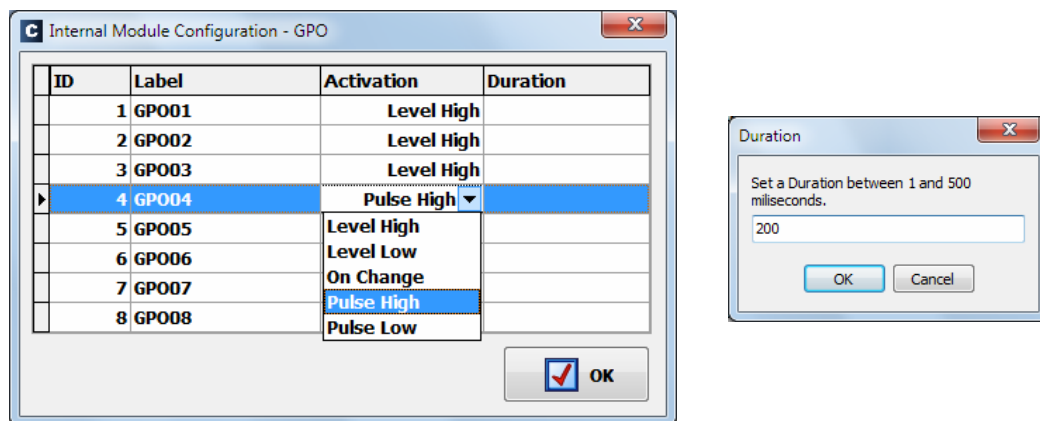 C Internal Module Configuration - GPO
ID Label Activation Duration
1 GPO01 Level High
2 GPO02 Level High
3 GPO003 Level High
4 GPO04 Pulse High
5 GPO05 Level High
6 GPO06 Level Low
7 GPO07 On Change
Pulse High
8 GPO08 Pulse Low
OK
Duration
Set a Duration between 1 and 500
miliseconds.
200
OK Cancel